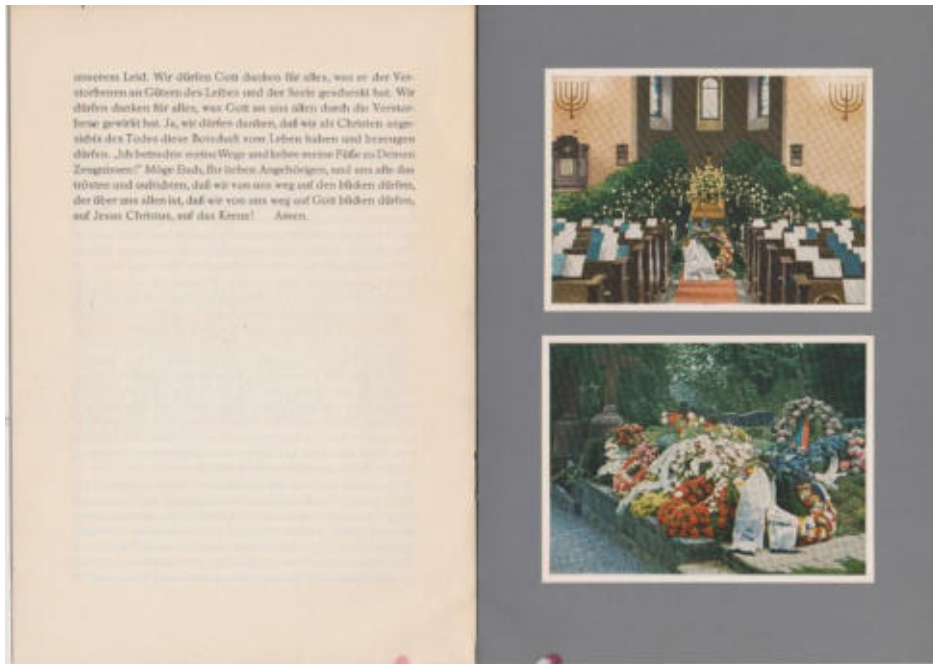 unserem Leid. Wir dürfen Gott danken für alles, was er der Ver-
storbenen an Gütern des Leibes und der Seele geschenkt hat. Wir
dürfen danken für alles, was Gott an uns allen durch die Verstor-
bene gewirkt hat. Ja, wir dürfen danken, daß wir als Christen ange-
sichts des Todes diese Botschaft vom Leben haben und bezeugen
dürfen. „Ich betrachte meine Wege und kehre meine Füße zu Deinen
Zeugnissen!“ Möge Euch, Ihr lieben Angehörigen, und uns alle das
trösten und aufrichten, daß wir von uns weg auf den blicken dürfen,
der über uns allen ist, daß wir von uns weg auf Gott blicken dürfen,
auf Jesus Christus, auf das Kreuz! Amen.